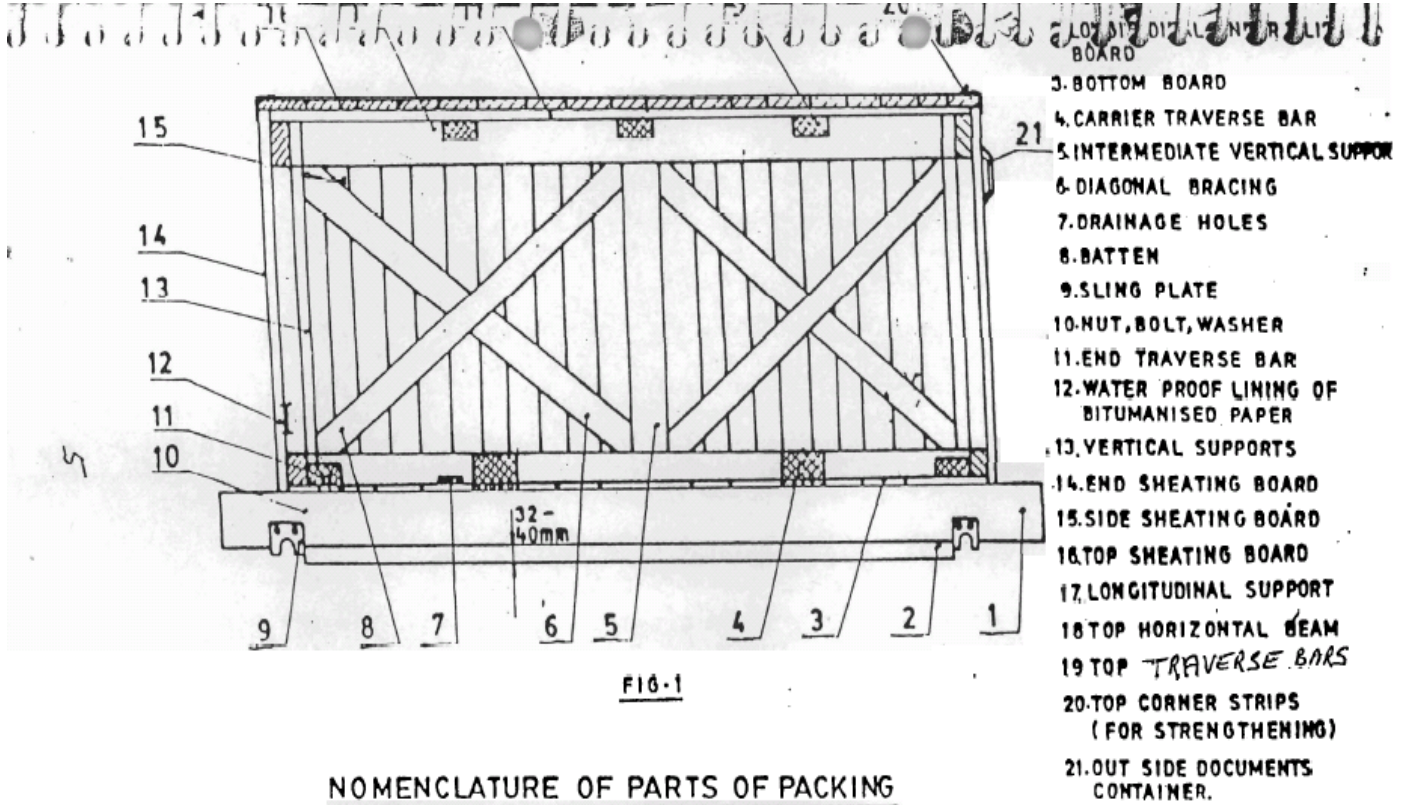 20
BOARD
3. BOTTOM BOARD
4. CARRIER TRAVERSE BAR
5. INTERMEDIATE VERTICAL SUPPOR
6. DIAGONAL BRACING
7. DRAINAGE HOLES
8. BATTEN
9. SLING PLATE
10. NUT, BOLT, WASHER
11. END TRAVERSE BAR
12. WATER PROOF LINING OF
BITUMANISED PAPER
13. VERTICAL SUPPORTS
14. END SHEATING BOARD
15. SIDE SHEATING BOARD
16. TOP SHEATING BOARD
17. LONGITUDINAL SUPPORT
18 TOP HORIZONTAL BEAM
19 TOP TRAVERSE BARS
20. TOP CORNER STRIPS
(FOR STRENGTHENING)
21. OUT SIDE DOCUMENTS
CONTAINER.
15
21
14
13
12
11
10
32-
40mm
9
8
7
6
5
4
3
2
1
FIG-1
NOMENCLATURE OF PARTS OF PACKING